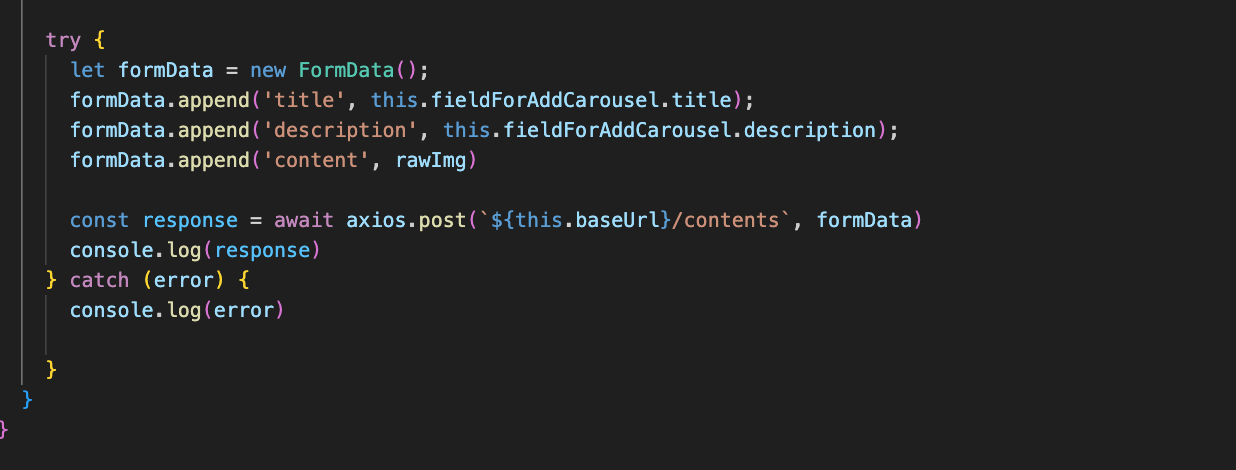 try {
let formData = new FormData();
formData.append('title', this.fieldForAddCarousel.title);
formData.append('description', this.fieldForAddCarousel.description);
formData.append('content', rawImg)
const response = await axios.post(`${this.baseUrl}/contents`, formData)
console.log(response)
} catch (error) {
console.log(error)
}
}
}